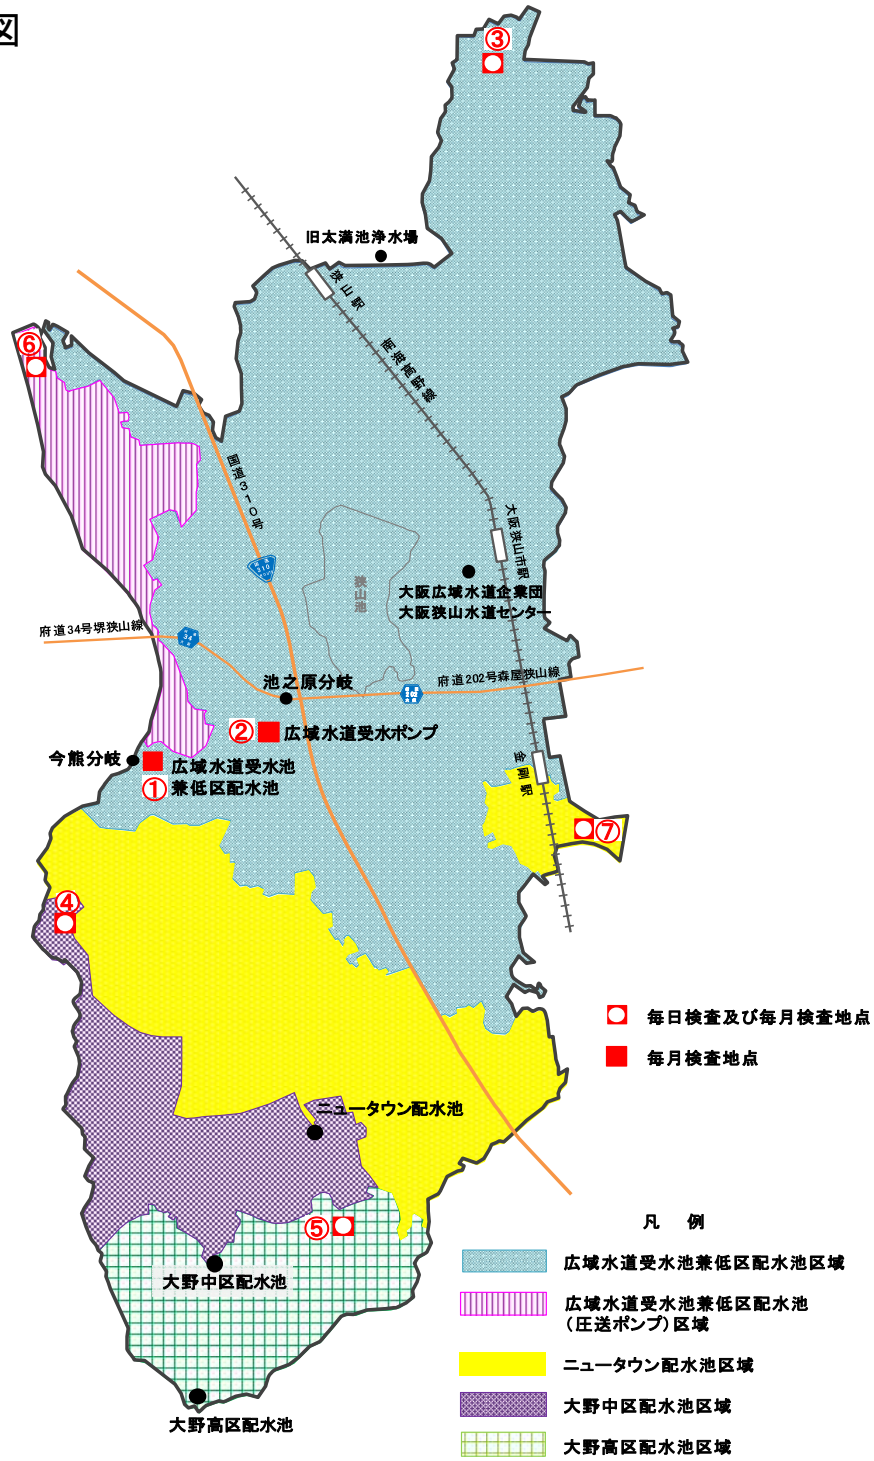 図
③
旧太満池浄水場
狭山駅
南海高野線
⑥
国道310号
310
大阪狭山市駅
狭山池
大阪広域水道企業団
大阪狭山水道センター
府道34号堺狭山線
34
池之原分岐
府道202号森屋狭山線
②
広域水道受水ポンプ
今熊分岐
広域水道受水池
①
兼低区配水池
金剛駅
⑦
④
毎日検査及び毎月検査地点
毎月検査地点
ニュータウン配水池
⑤
大野中区配水池
大野高区配水池
凡 例
広域水道受水池兼低区配水池区域
広域水道受水池兼低区配水池
(圧送ポンプ)区域
ニュータウン配水池区域
大野中区配水池区域
大野高区配水池区域